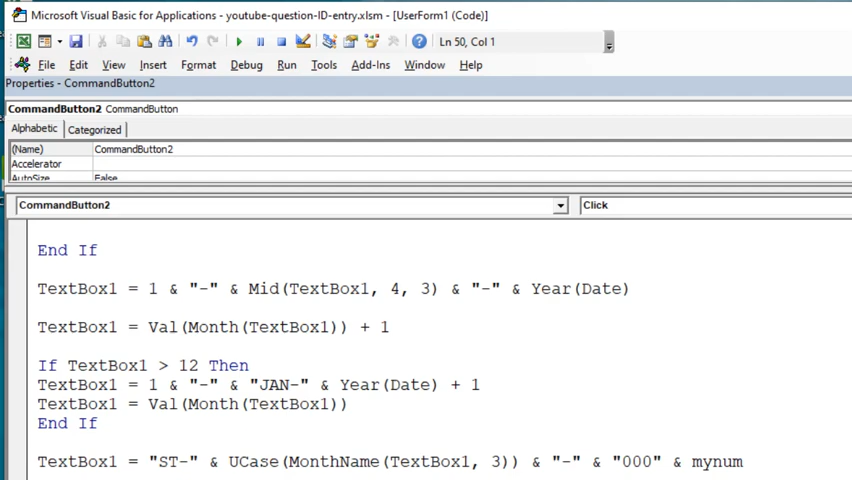 Microsoft Visual Basic for Applications - youtube-question-ID-entry.xlsm - [UserForm1 (Code)]
Ln 50, Col 1
File Edit View Insert Format Debug Run Tools Add-Ins Window Help
Properties - CommandButton2
CommandButton2 CommandButton
Alphabetic Categorized
(Name) CommandButton2
Accelerator
AutoSize False
CommandButton2 Click
End If
TextBox1 = 1 & "-" & Mid(TextBox1, 4, 3) & "-" & Year(Date)
TextBox1 = Val(Month(TextBox1)) + 1
If TextBox1 > 12 Then
TextBox1 = 1 & "-" & "JAN-" & Year(Date) + 1
TextBox1 = Val(Month(TextBox1))
End If
TextBox1 = "ST-" & UCase(MonthName(TextBox1, 3)) & "-" & "000" & mynum